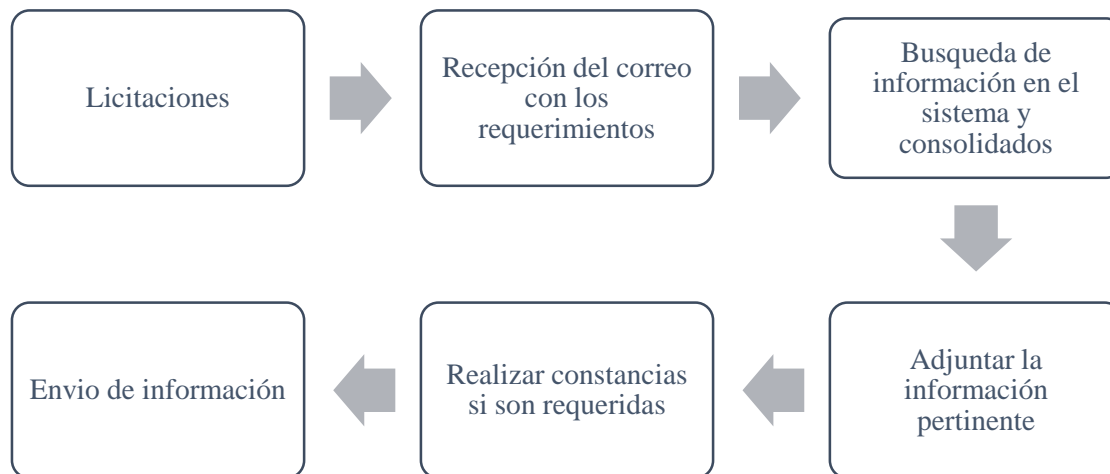 Licitaciones
Recepción del correo
con los
requerimientos
Busqueda de
información en el
sistema y
consolidados
Adjuntar la
información
pertinente
Realizar constancias
si son requeridas
Envio de información